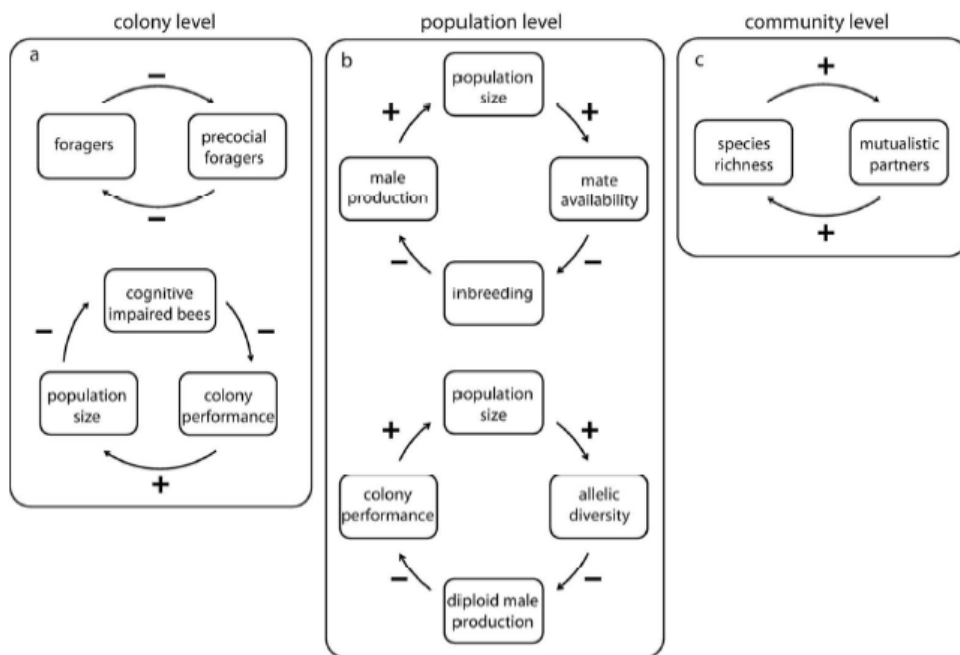 colony level
population level
community level
a
−
foragers
precocial
foragers
−
cognitive
impaired bees
−
−
population
size
colony
performance
+
b
population
size
+
+
male
production
mate
availability
−
−
inbreeding
population
size
+
+
colony
performance
allelic
diversity
−
−
diploid male
production
c
+
species
richness
mutualistic
partners
+